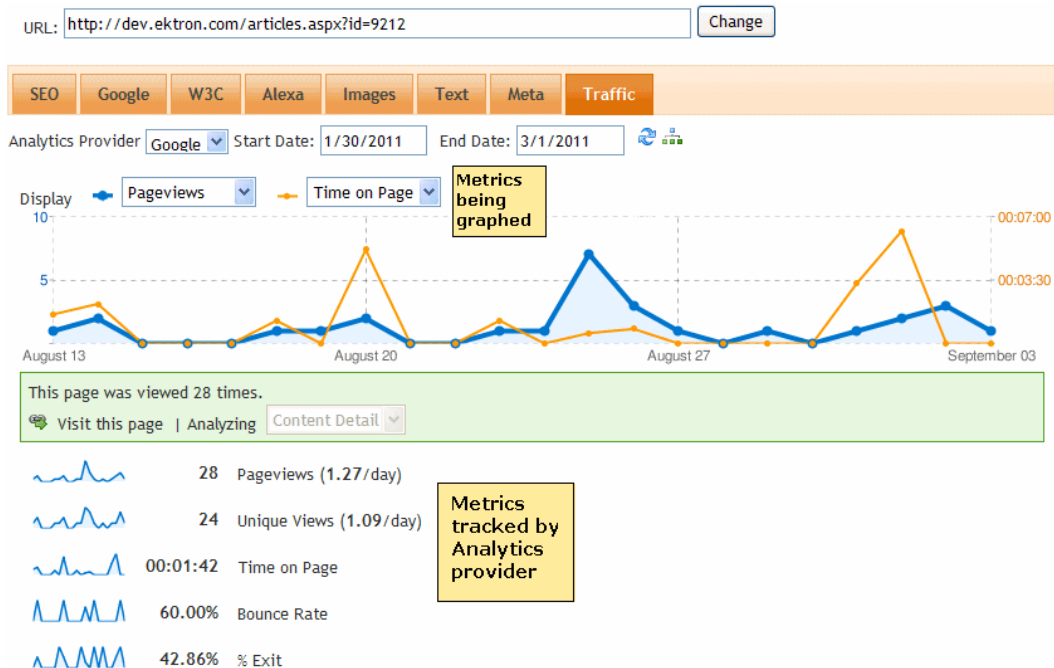 URL: http://dev.ektron.com/articles.aspx?id=9212 Change
SEO Google W3C Alexa Images Text Meta Traffic
Analytics Provider Google Start Date: 1/30/2011 End Date: 3/1/2011
Display Pageviews Time on Page
Metrics
being
graphed
10 00:07:00
5 00:03:30
August 13 August 20 August 27 September 03
This page was viewed 28 times.
Visit this page | Analyzing Content Detail
28 Pageviews (1.27/day)
24 Unique Views (1.09/day)
00:01:42 Time on Page
60.00% Bounce Rate
42.86% % Exit
Metrics
tracked by
Analytics
provider